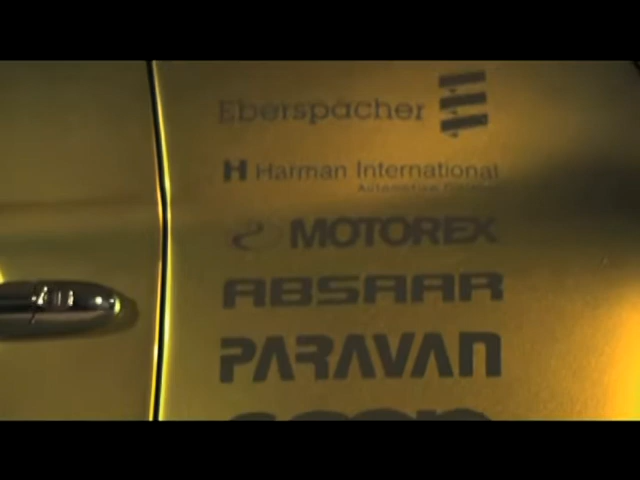 Eberspächer
H Harman International
MOTOREX
ABSAAR
PARAVAN